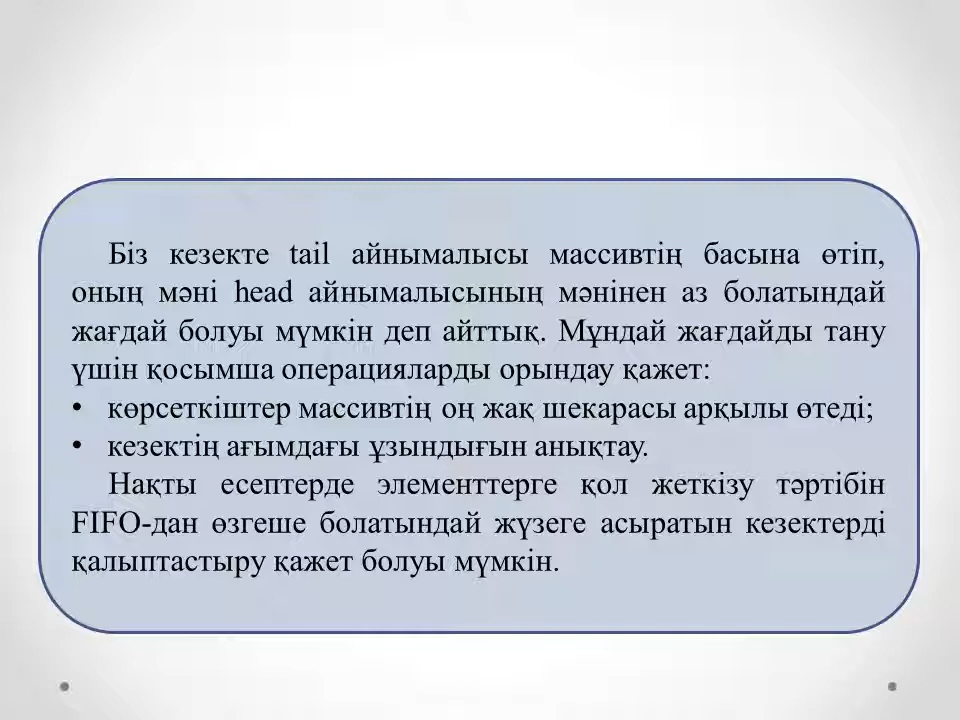 Біз кезекте tail айнымалысы массивтің басына өтіп,
оның мәні head айнымалысының мәнінен аз болатындай
жағдай болуы мүмкін деп айттық. Мұндай жағдайды тану
үшін қосымша операцияларды орындау қажет:
• көрсеткіштер массивтің оң жақ шекарасы арқылы өтеді;
• кезектің ағымдағы ұзындығын анықтау.
Нақты есептерде элементтерге қол жеткізу тәртібін
FIFO-дан өзгеше болатындай жүзеге асыратын кезектерді
қалыптастыру қажет болуы мүмкін.